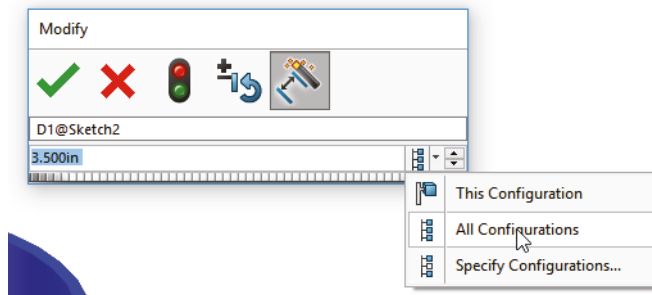 Modify
D1@Sketch2
3.500in
This Configuration
All Configurations
Specify Configurations...